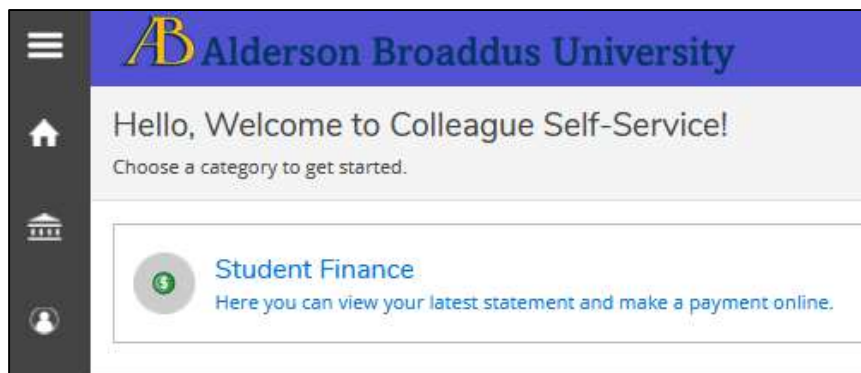 AB Alderson Broaddus University
Hello, Welcome to Colleague Self-Service!
Choose a category to get started.
$ Student Finance
Here you can view your latest statement and make a payment online.